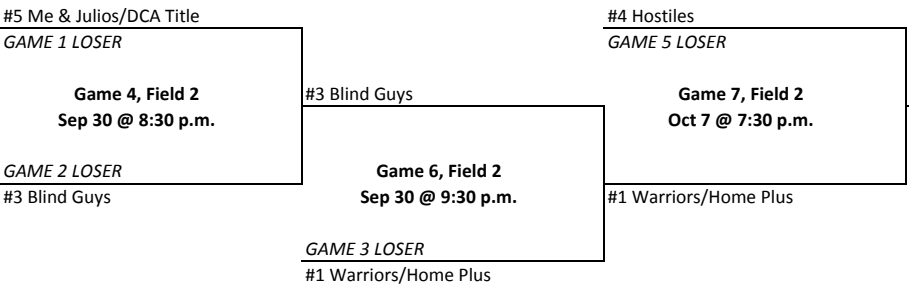 #5 Me & Julios/DCA Title
GAME 1 LOSER
Game 4, Field 2
Sep 30 @ 8:30 p.m.
GAME 2 LOSER
#3 Blind Guys
#3 Blind Guys
Game 6, Field 2
Sep 30 @ 9:30 p.m.
GAME 3 LOSER
#1 Warriors/Home Plus
#4 Hostiles
GAME 5 LOSER
Game 7, Field 2
Oct 7 @ 7:30 p.m.
#1 Warriors/Home Plus